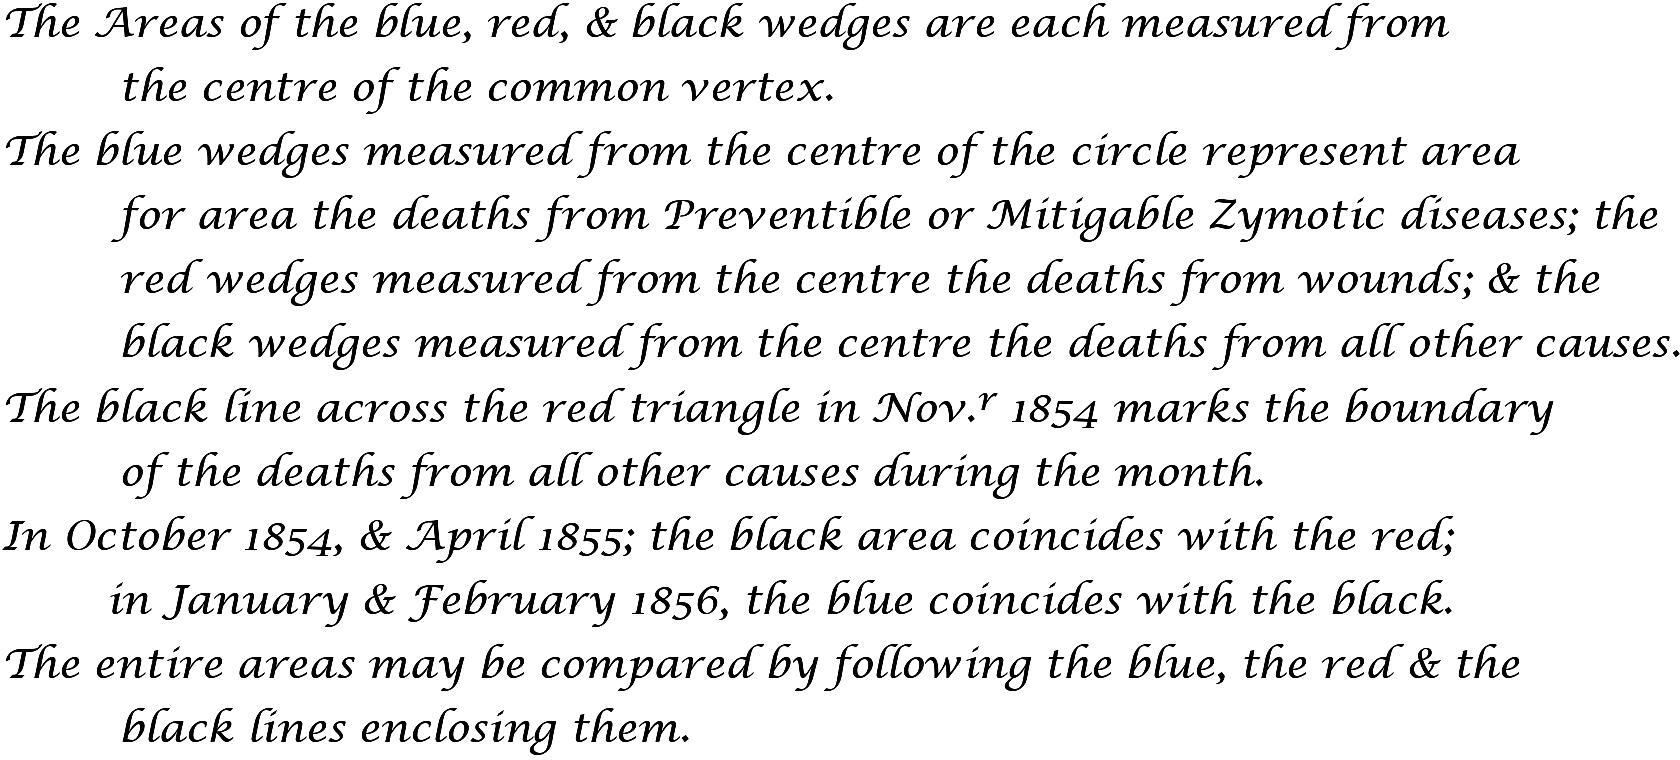 The Areas of the blue, red, & black wedges are each measured from
the centre of the common vertex.
The blue wedges measured from the centre of the circle represent area
for area the deaths from Preventible or Mitigable Zymotic diseases; the
red wedges measured from the centre the deaths from wounds; & the
black wedges measured from the centre the deaths from all other causes.
The black line across the red triangle in Nov.ʳ 1854 marks the boundary
of the deaths from all other causes during the month.
In October 1854, & April 1855; the black area coincides with the red;
in January & February 1856, the blue coincides with the black.
The entire areas may be compared by following the blue, the red & the
black lines enclosing them.